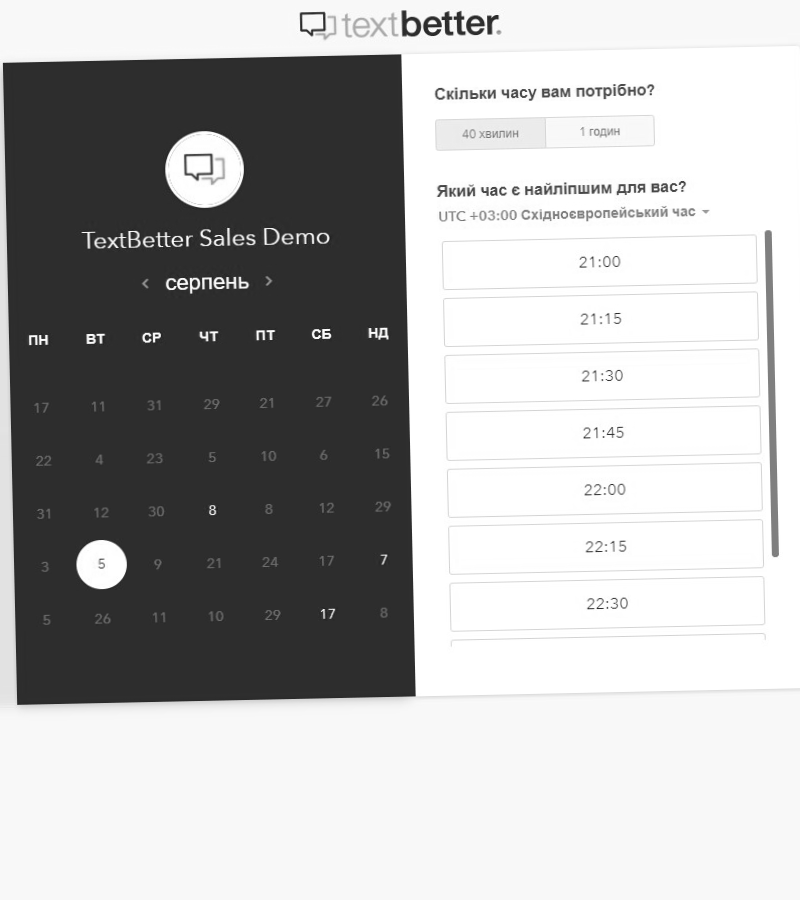 textbetter.
TextBetter Sales Demo
‹ серпень ›
ПН ВТ СР ЧТ ПТ СБ НД
17 11 31 29 21 27 26
22 4 23 5 10 6 15
31 12 30 8 8 12 29
3 5 9 21 24 17 7
5 26 11 10 29 17 8
Скільки часу вам потрібно?
40 хвилин 1 годин
Який час є найліпшим для вас?
UTC +03:00 Східноєвропейський час
21:00
21:15
21:30
21:45
22:00
22:15
22:30